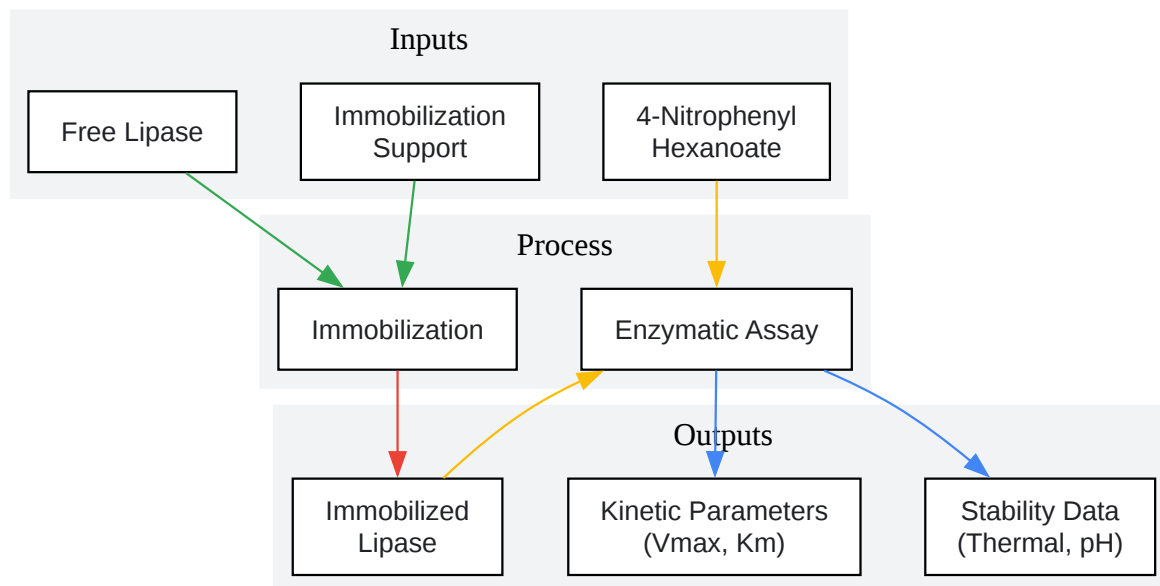 Inputs
Free Lipase
Immobilization
Support
4-Nitrophenyl
Hexanoate
Process
Immobilization
Enzymatic Assay
Outputs
Immobilized
Lipase
Kinetic Parameters
(Vmax, Km)
Stability Data
(Thermal, pH)